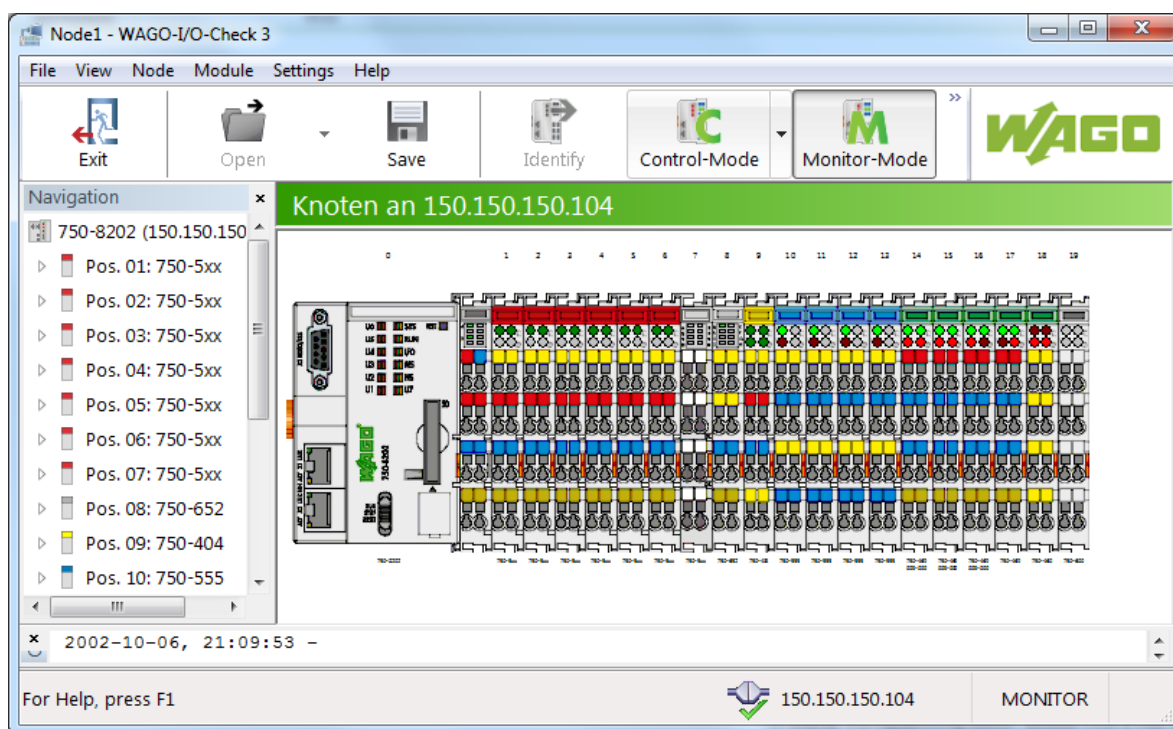 Node1 - WAGO-I/O-Check 3
File View Node Module Settings Help
Exit Open Save Identify Control-Mode Monitor-Mode
WAGO
Navigation
Knoten an 150.150.150.104
750-8202 (150.150.150
Pos. 01: 750-5xx
Pos. 02: 750-5xx
Pos. 03: 750-5xx
Pos. 04: 750-5xx
Pos. 05: 750-5xx
Pos. 06: 750-5xx
Pos. 07: 750-5xx
Pos. 08: 750-652
Pos. 09: 750-404
Pos. 10: 750-555
0 1 2 3 4 5 6 7 8 9 10 11 12 13 14 15 16 17 18 19
WAGO
750-8202
2002-10-06, 21:09:53 -
For Help, press F1
150.150.150.104
MONITOR